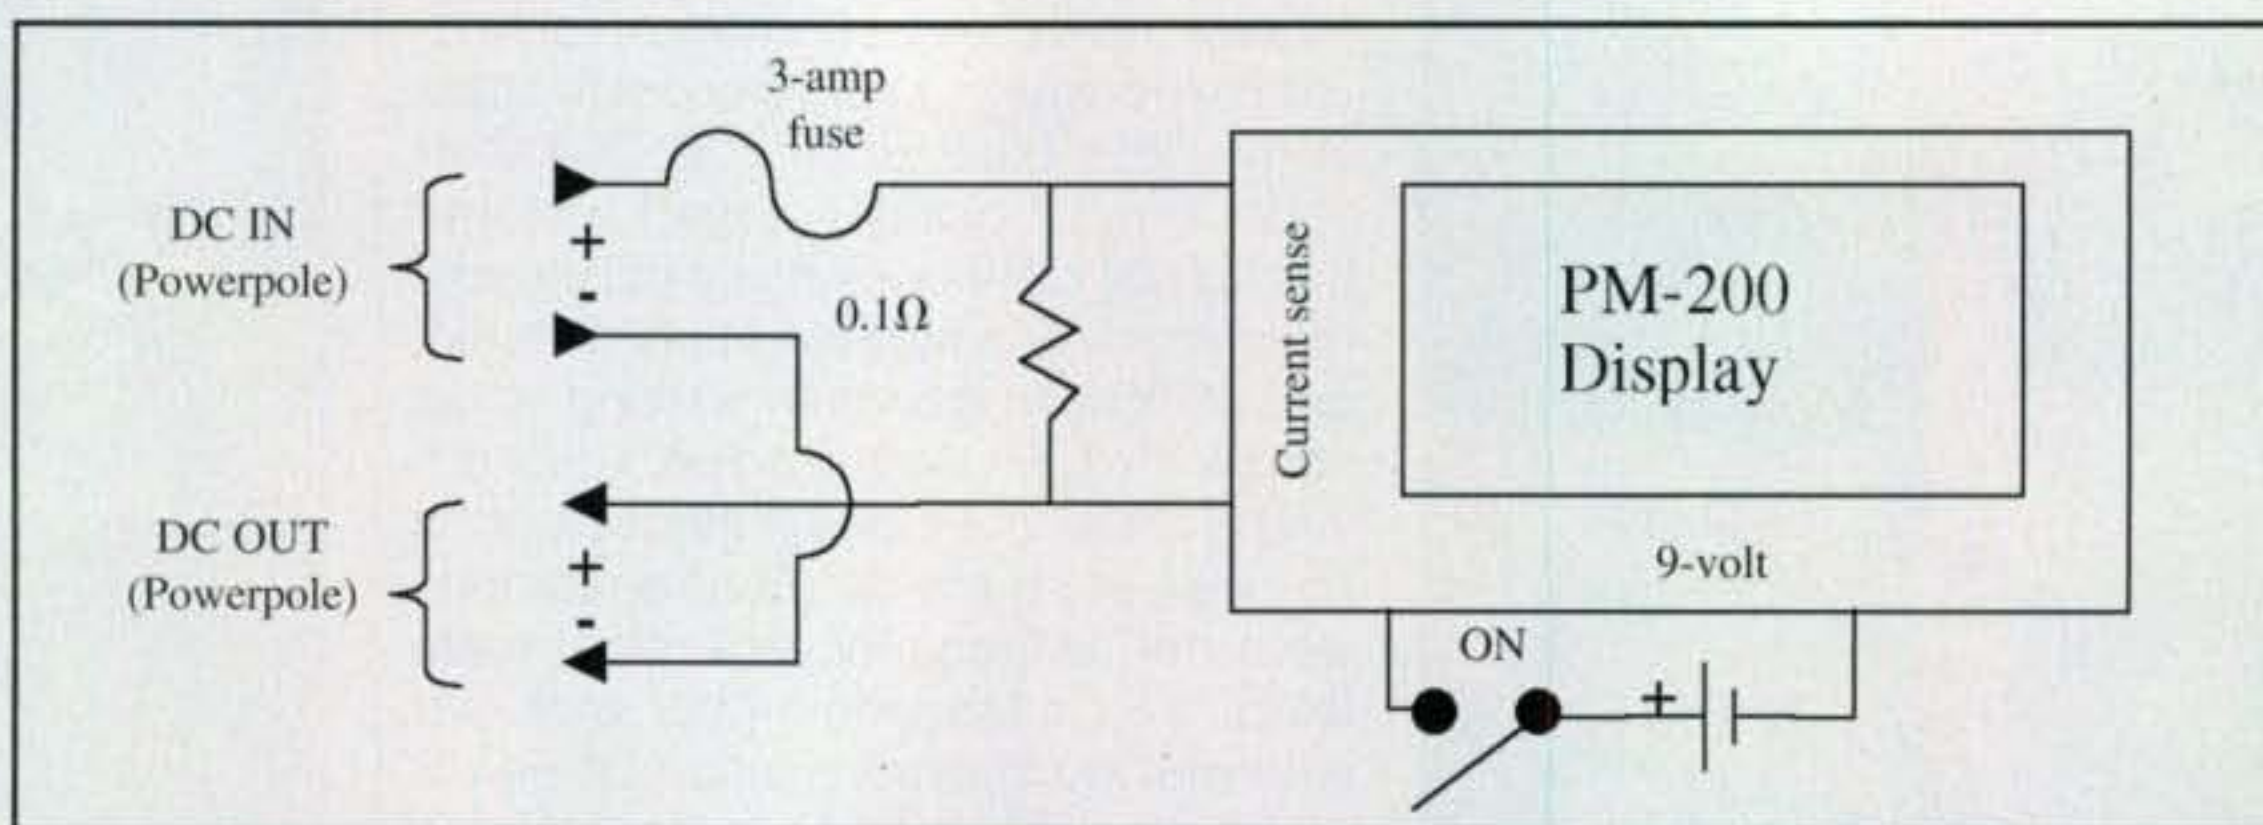 3-amp
fuse
DC IN
(Powerpole)
+
-
0.1Ω
Current sense
PM-200
Display
DC OUT
(Powerpole)
+
-
9-volt
ON
+